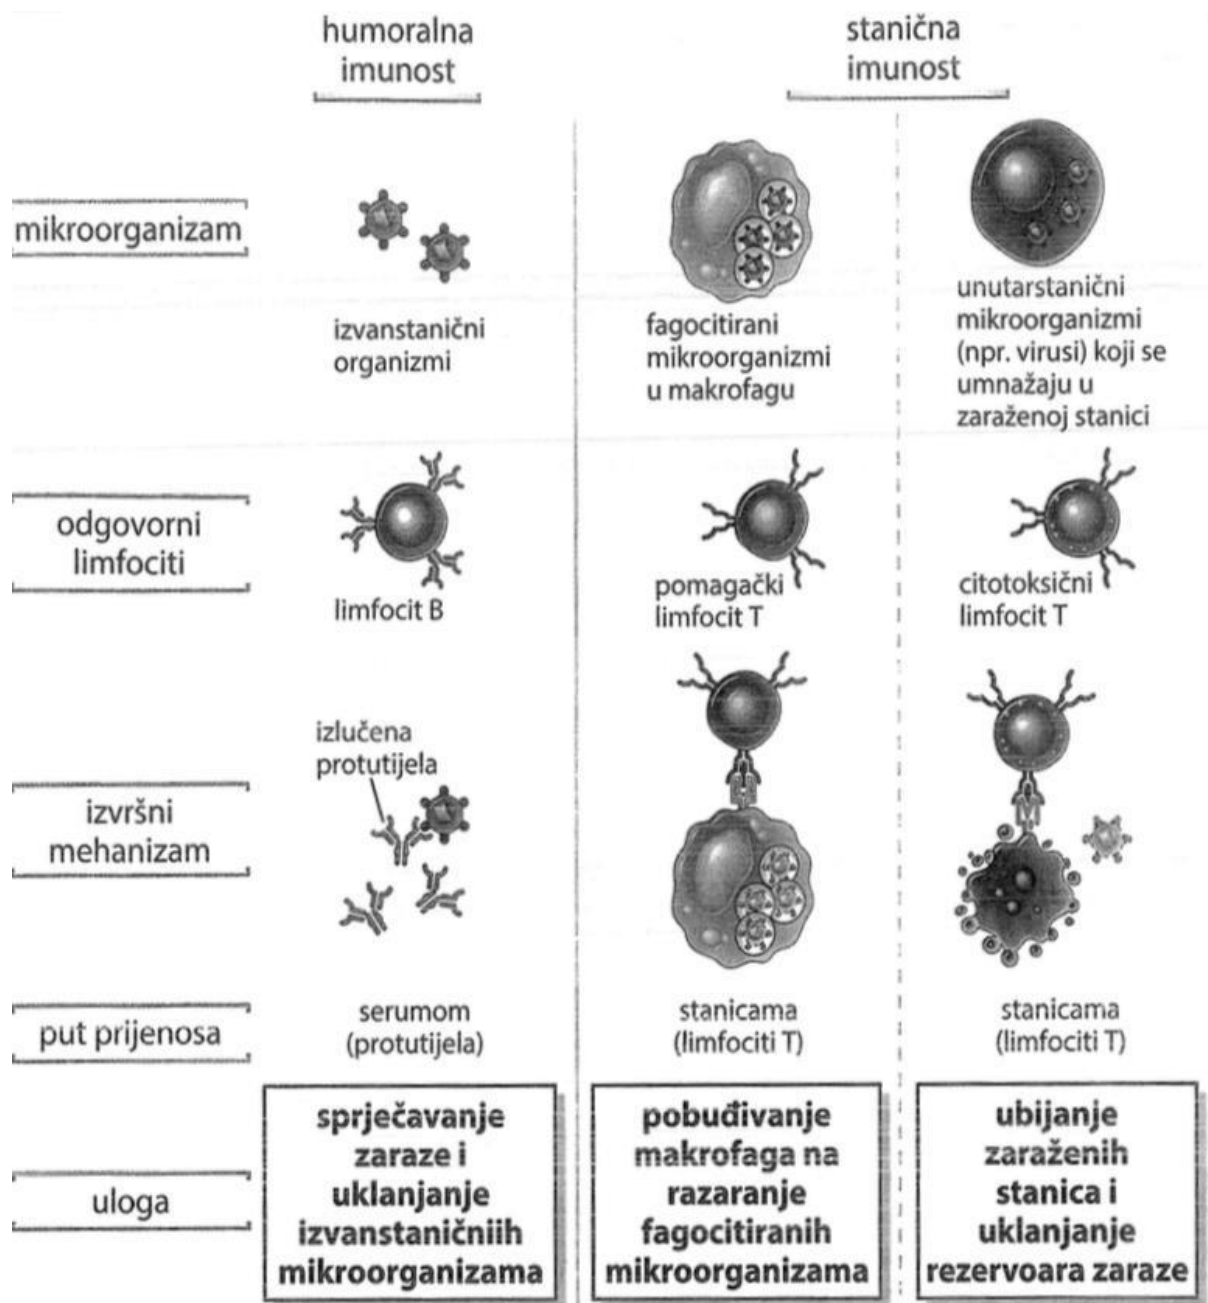 humoralna
imunost
stanična
imunost
mikroorganizam
izvanstanični
organizmi
fagocitirani
mikroorganizmi
u makrofagu
unutarstanični
mikroorganizmi
(npr. virusi) koji se
umnažaju u
zaraženoj stanici
odgovorni
limfociti
limfocit B
pomagački
limfocit T
citotoksični
limfocit T
izvršni
mehanizam
izlučena
protutijela
put prijenosa
serumom
(protutijela)
stanicama
(limfociti T)
stanicama
(limfociti T)
uloga
sprječavanje
zaraze i
uklanjanje
izvanstaničniih
mikroorganizama
pobuđivanje
makrofaga na
razaranje
fagocitiranih
mikroorganizama
ubijanje
zaraženih
stanica i
uklanjanje
rezervoara zaraze